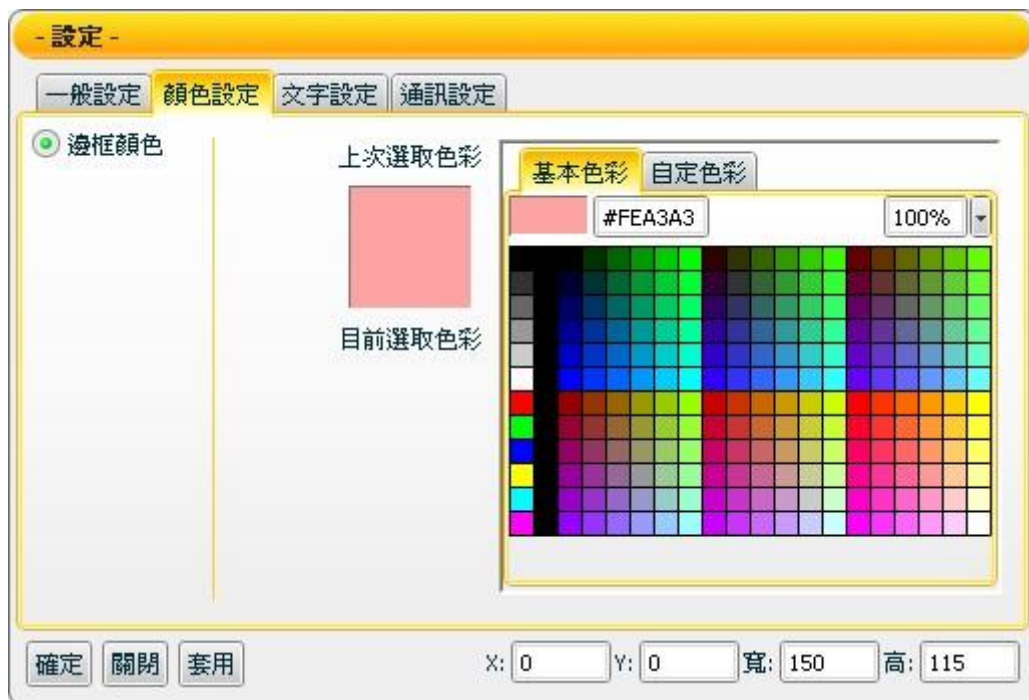 - 設定 -
一般設定 顏色設定 文字設定 通訊設定
邊框顏色
上次選取色彩
目前選取色彩
基本色彩 自定色彩
#FEA3A3 100%
確定 關閉 套用 X: 0 Y: 0 寬: 150 高: 115